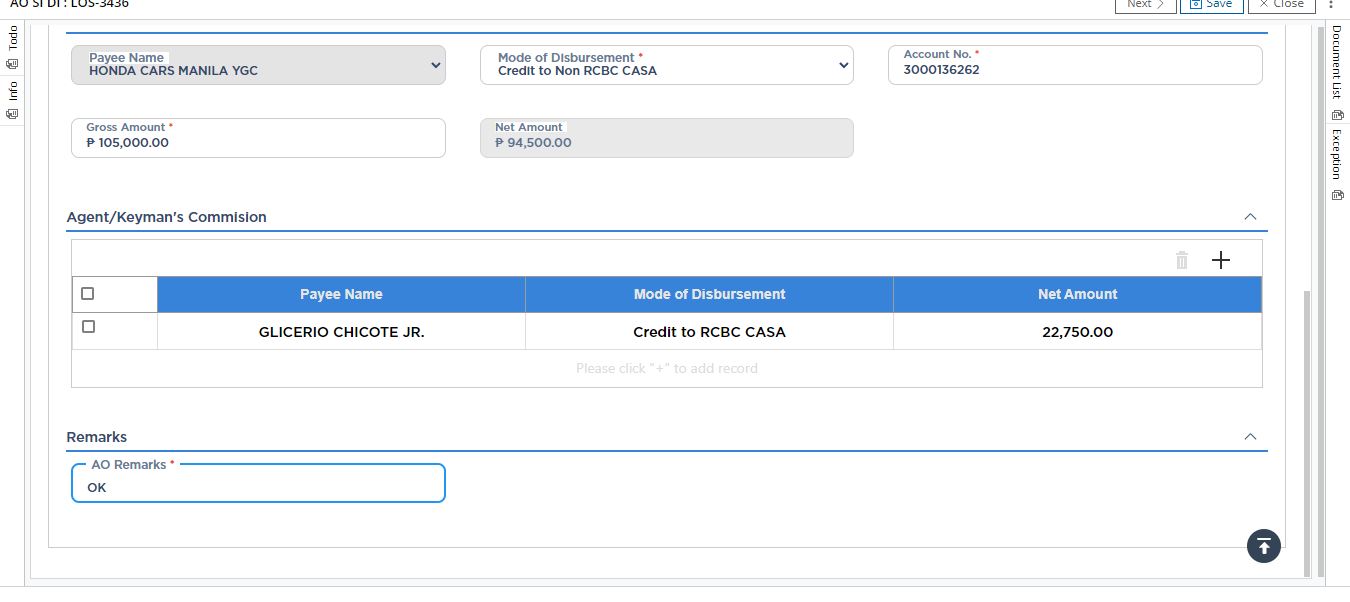 AO SI DI : LOS-3436
Next
Save
Close
Todo
Info
Payee Name
HONDA CARS MANILA YGC
Mode of Disbursement *
Credit to Non RCBC CASA
Account No. *
3000136262
Gross Amount *
₱ 105,000.00
Net Amount
₱ 94,500.00
Agent/Keyman's Commision
Payee Name
Mode of Disbursement
Net Amount
GLICERIO CHICOTE JR.
Credit to RCBC CASA
22,750.00
Please click "+" to add record
Remarks
AO Remarks *
OK
Document List
Exception